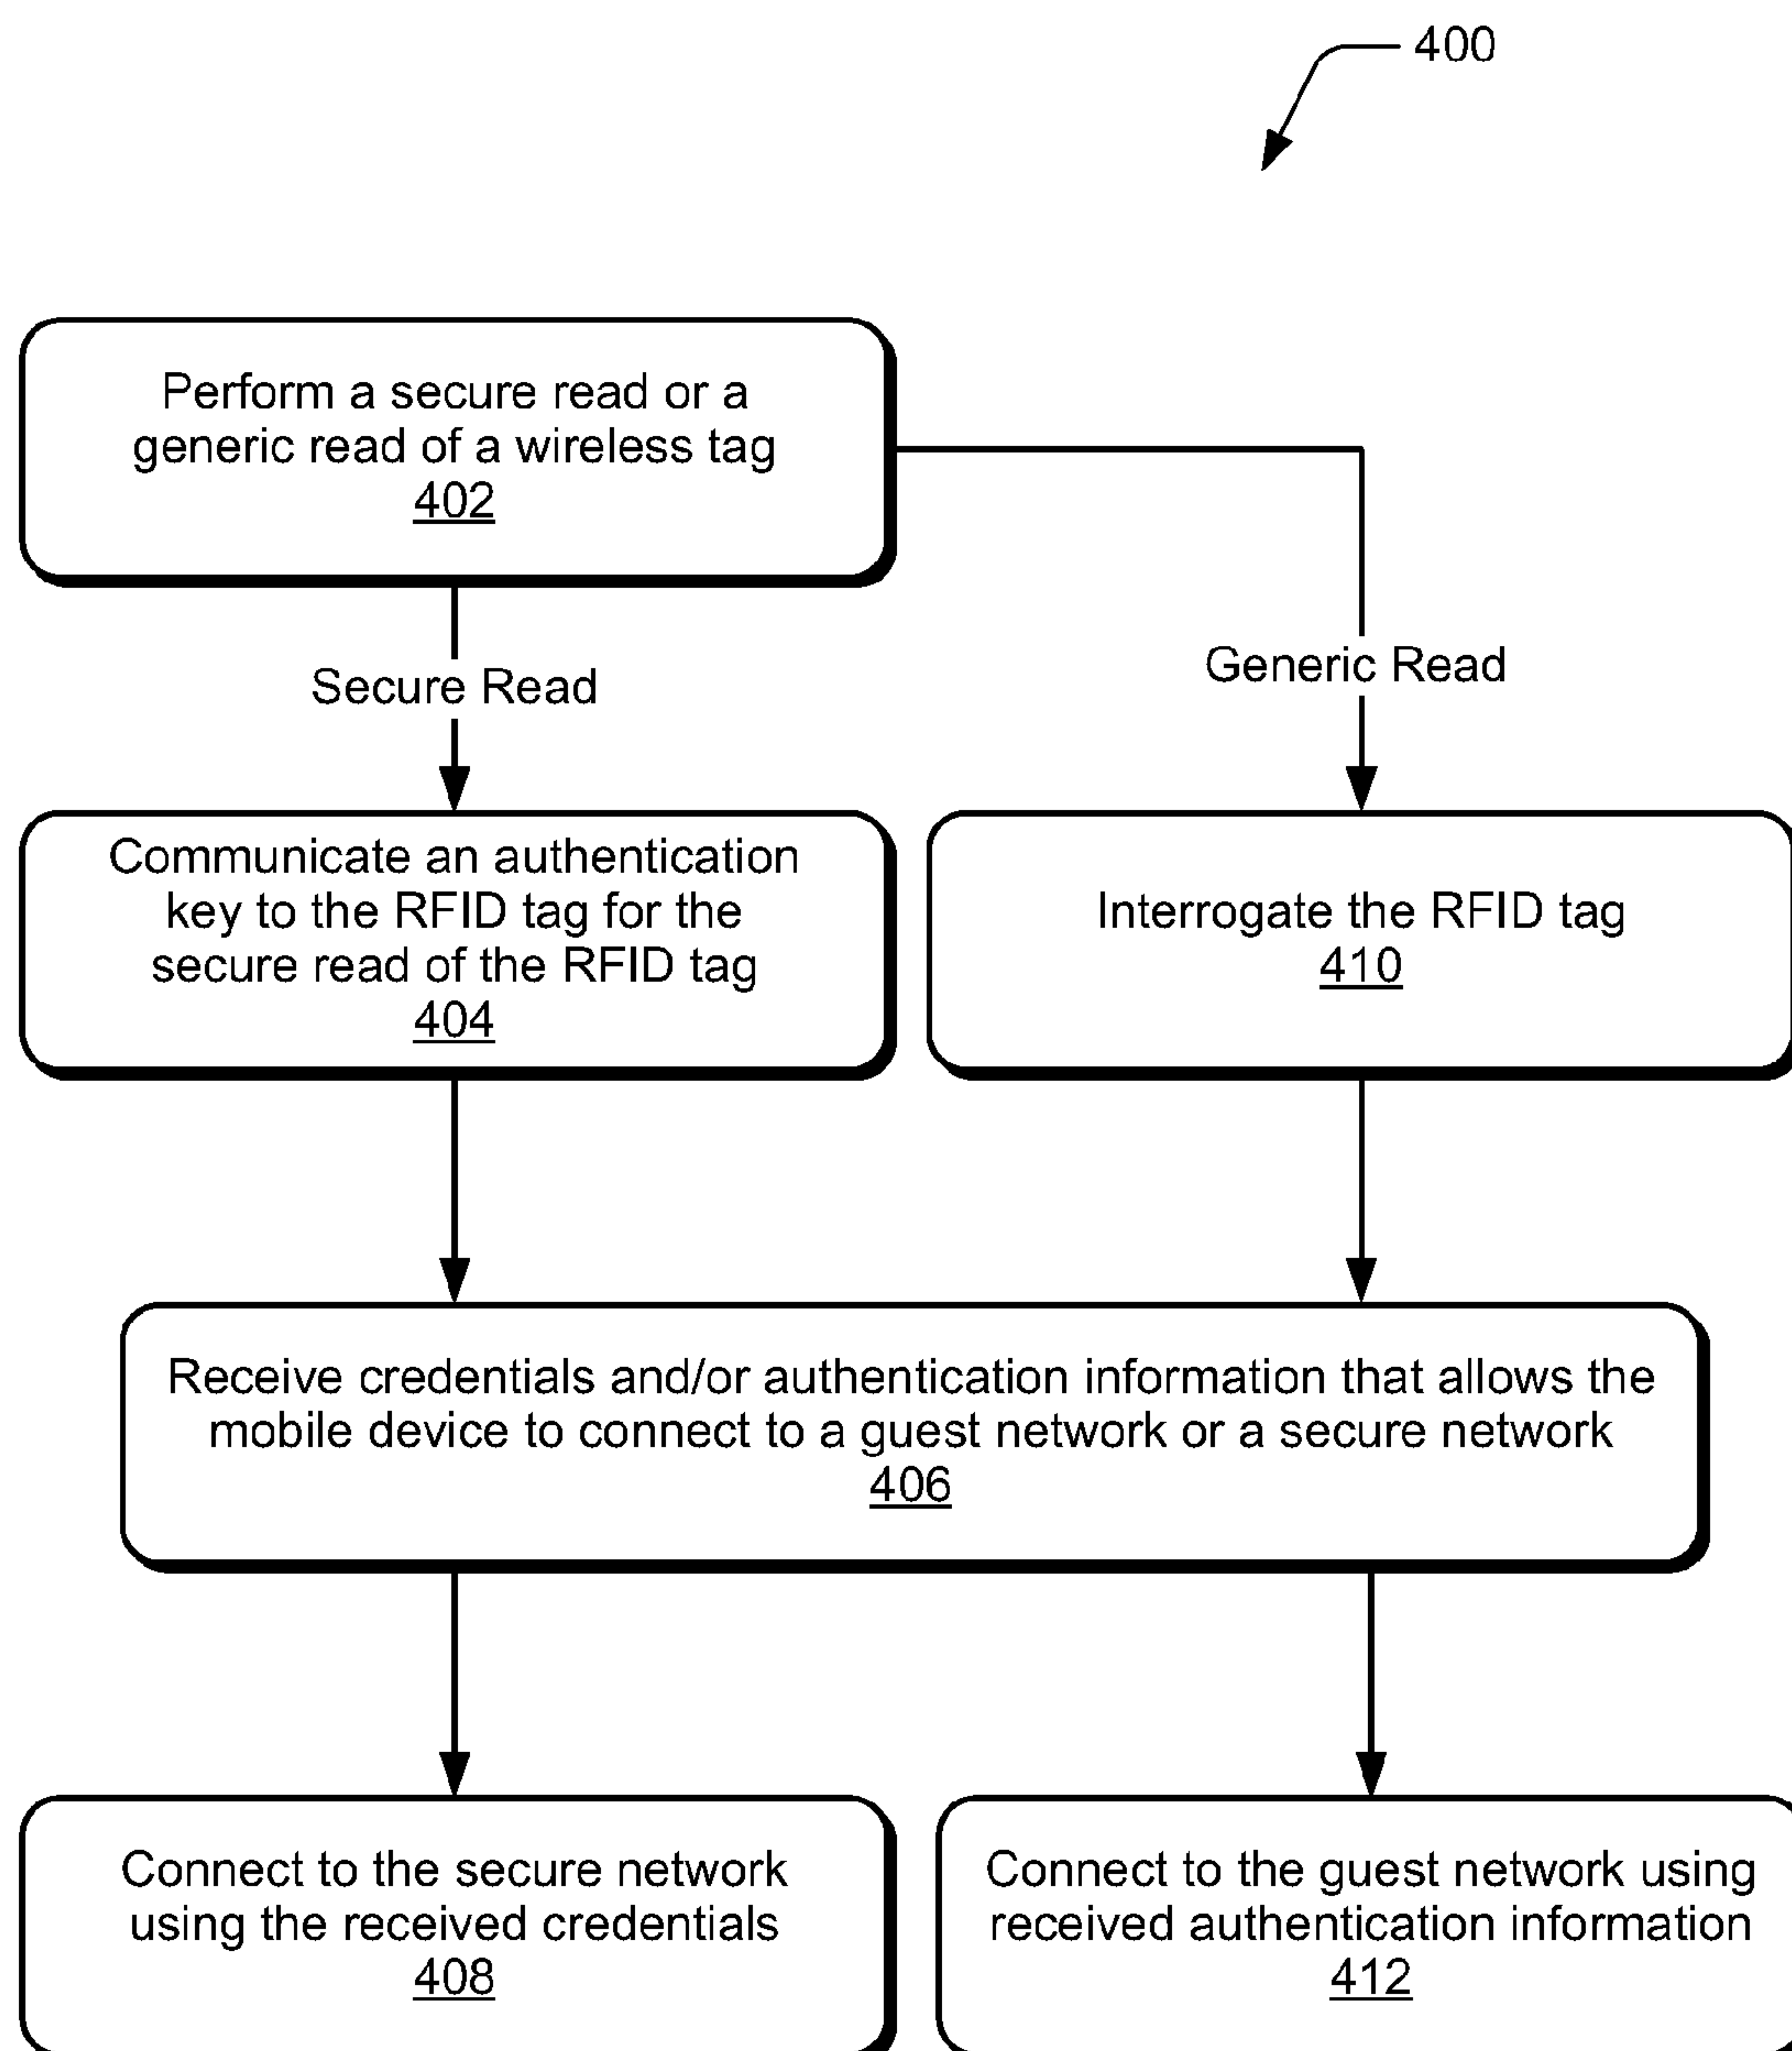 400
Perform a secure read or a
generic read of a wireless tag
402
Secure Read
Generic Read
Communicate an authentication
key to the RFID tag for the
secure read of the RFID tag
404
Interrogate the RFID tag
410
Receive credentials and/or authentication information that allows the
mobile device to connect to a guest network or a secure network
406
Connect to the secure network
using the received credentials
408
Connect to the guest network using
received authentication information
412